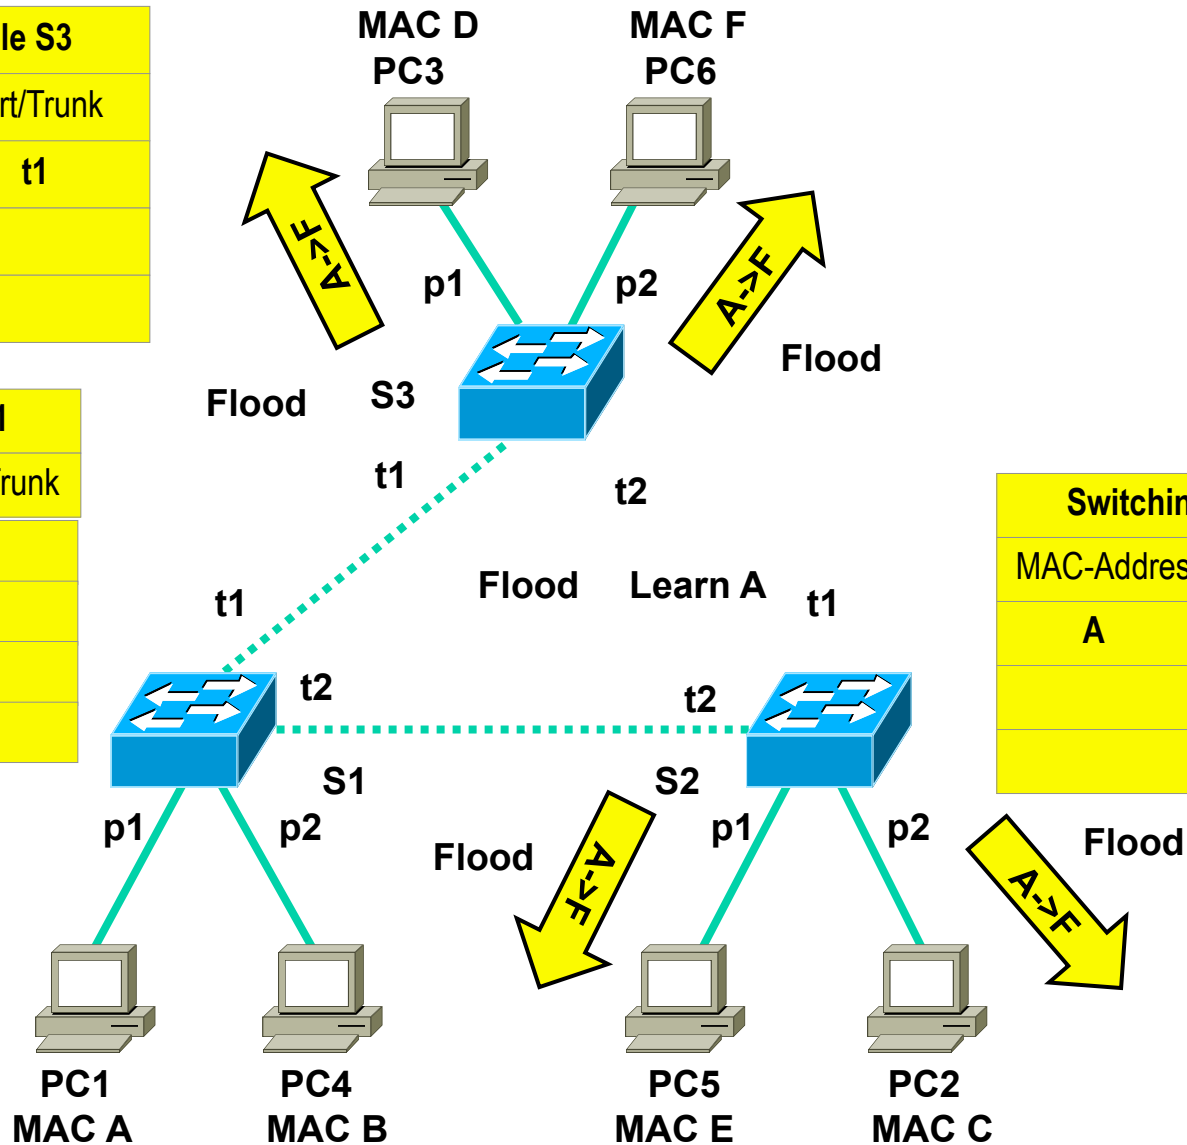 MAC D
PC3
MAC F
PC6
le S3
rt/Trunk
t1
A->F
A->F
p1
p2
Flood
Flood
S3
1
runk
t1
t2
Switchin
MAC-Addres
A
Flood
Learn A
t1
t1
t2
t2
S1
S2
p1
p2
p1
p2
Flood
A->F
A->F
Flood
PC1
MAC A
PC4
MAC B
PC5
MAC E
PC2
MAC C